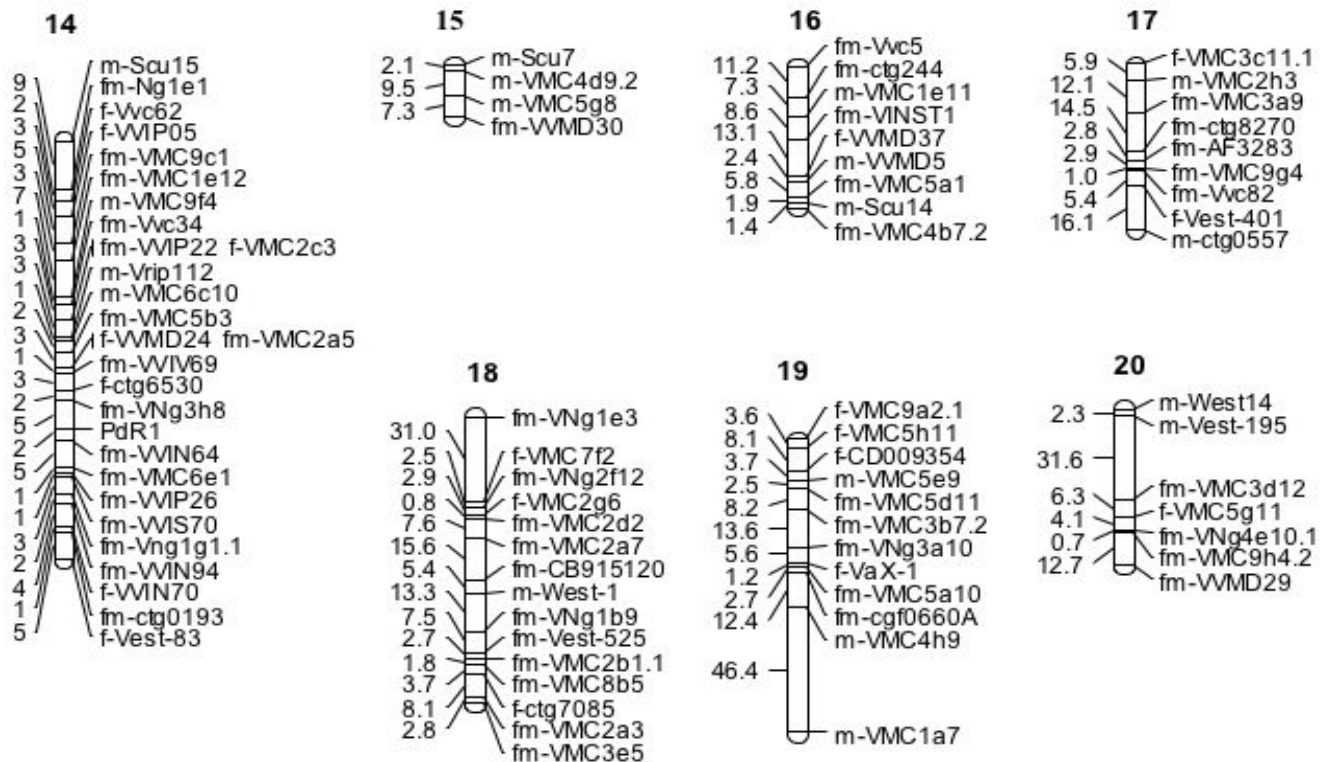 14
9
2
3
5
3
7
1
3
3
1
2
3
1
3
2
5
2
5
1
1
3
2
4
1
5
m-Scu15
fm-Ng1e1
f-Vvc62
f-VVIP05
fm-VMC9c1
fm-VMC1e12
m-VMC9f4
fm-Vvc34
fm-VVIP22 f-VMC2c3
m-Vrip112
m-VMC6c10
fm-VMC5b3
f-VVMD24 fm-VMC2a5
fm-VVIV69
f-ctg6530
fm-VNg3h8
PdR1
fm-VVIN64
fm-VMC6e1
fm-VVIP26
fm-VVIS70
fm-Vng1g1.1
fm-VVIN94
f-VVIN70
fm-ctg0193
f-Vest-83
15
2.1
9.5
7.3
m-Scu7
m-VMC4d9.2
m-VMC5g8
fm-VVMD30
16
11.2
7.3
8.6
13.1
2.4
5.8
1.9
1.4
fm-Vvc5
fm-ctg244
m-VMC1e11
fm-VINST1
f-VVMD37
m-VVMD5
fm-VMC5a1
m-Scu14
fm-VMC4b7.2
17
5.9
12.1
14.5
2.8
2.9
1.0
5.4
16.1
f-VMC3c11.1
m-VMC2h3
fm-VMC3a9
fm-ctg8270
fm-AF3283
fm-VMC9g4
fm-Vvc82
f-Vest-401
m-ctg0557
18
31.0
2.5
2.9
0.8
7.6
15.6
5.4
13.3
7.5
2.7
1.8
3.7
8.1
2.8
fm-VNg1e3
f-VMC7f2
fm-VNg2f12
f-VMC2g6
fm-VMC2d2
fm-VMC2a7
fm-CB915120
m-West-1
fm-VNg1b9
fm-Vest-525
fm-VMC2b1.1
fm-VMC8b5
f-ctg7085
fm-VMC2a3
fm-VMC3e5
19
3.6
8.1
3.7
2.5
8.2
13.6
5.6
1.2
2.7
12.4
46.4
f-VMC9a2.1
f-VMC5h11
f-CD009354
m-VMC5e9
fm-VMC5d11
fm-VMC3b7.2
fm-VNg3a10
f-VaX-1
fm-VMC5a10
fm-cgf0660A
m-VMC4h9
m-VMC1a7
20
2.3
31.6
6.3
4.1
0.7
12.7
m-West14
m-Vest-195
fm-VMC3d12
f-VMC5g11
fm-VNg4e10.1
fm-VMC9h4.2
fm-VVMD29